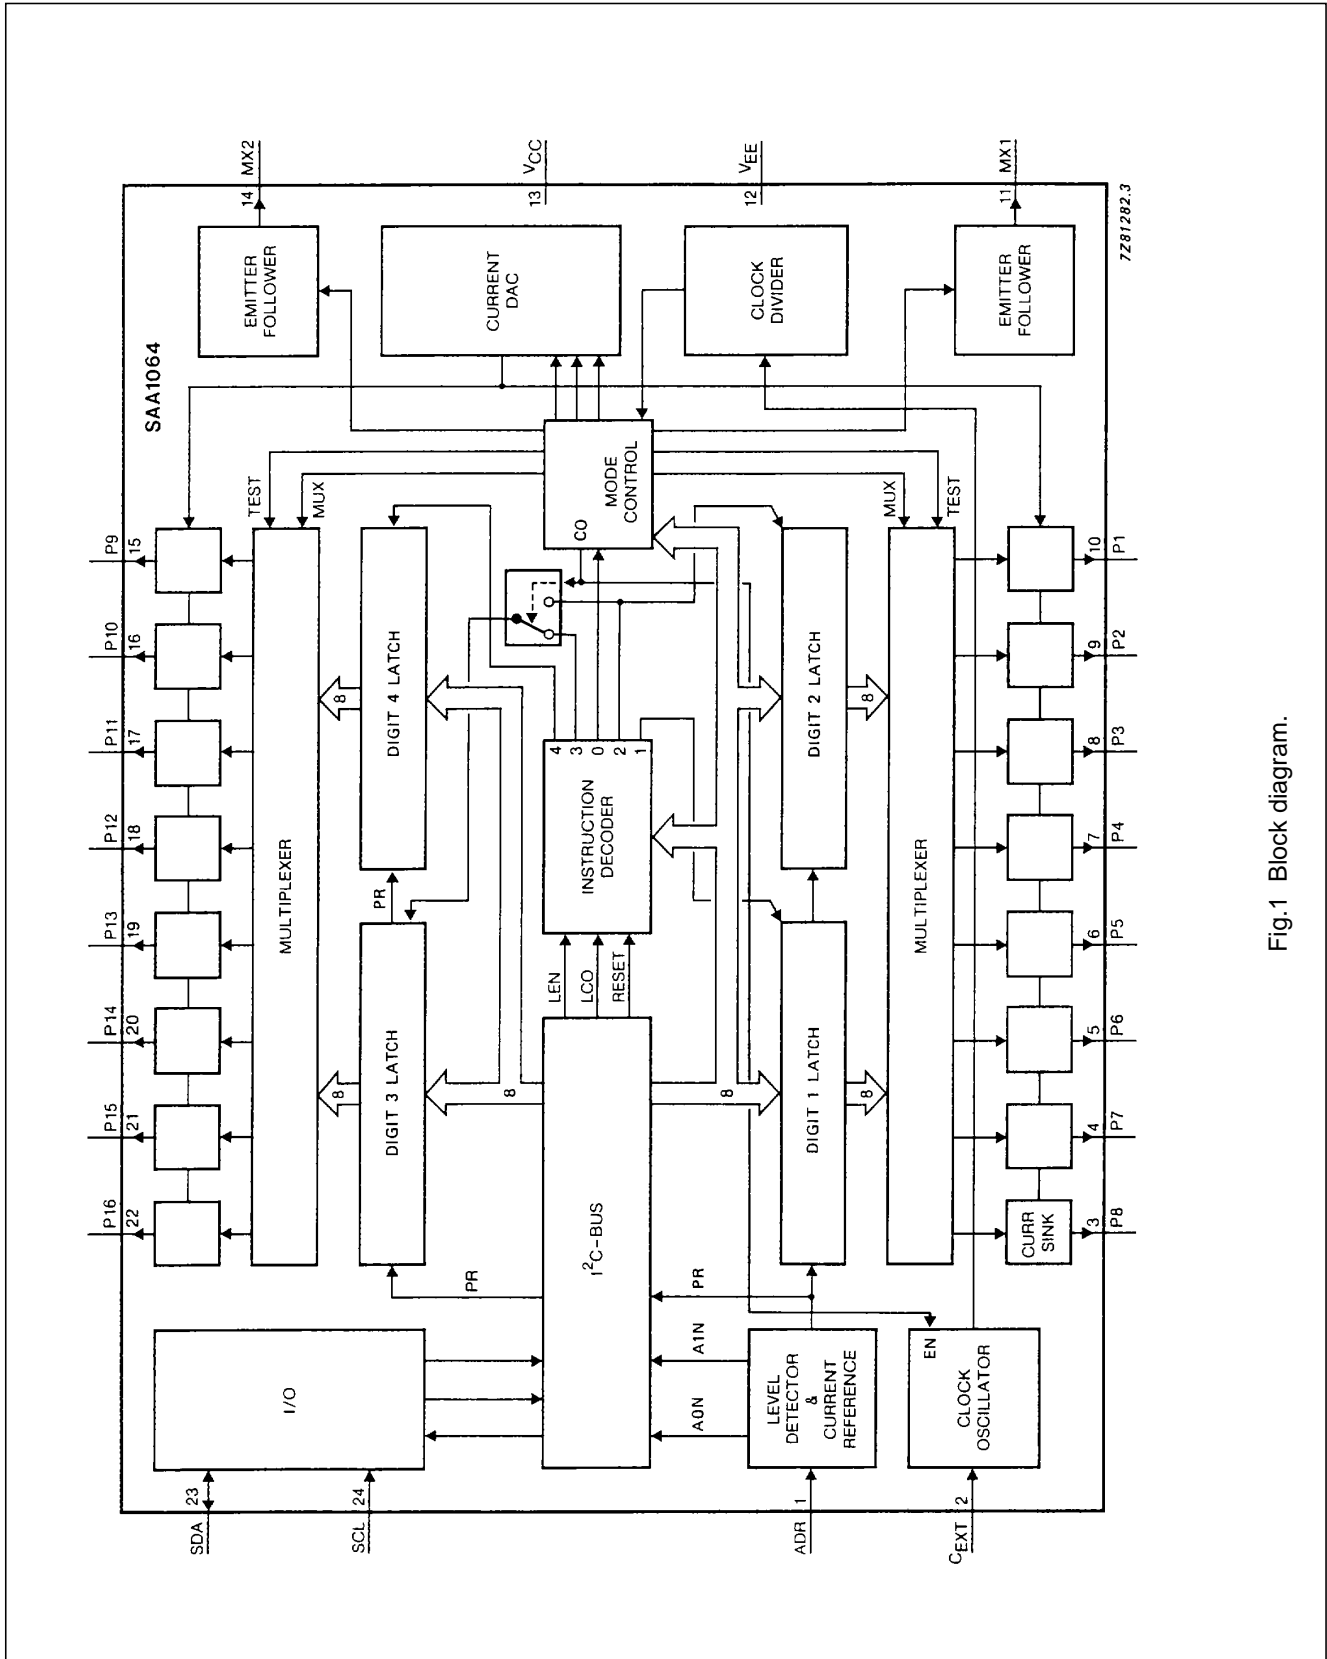 SAA1064
P16
P15
P14
P13
P12
P11
P10
P9
22
21
20
19
18
17
16
15
SDA
23
SCL
24
I/O
MULTIPLEXER
TEST
MUX
EMITTER
FOLLOWER
14
MX2
8
8
DIGIT 3 LATCH
PR
DIGIT 4 LATCH
PR
8
CURRENT
DAC
13
VCC
I²C-BUS
LEN
LCO
RESET
INSTRUCTION
DECODER
4
3
0
2
1
CO
MODE
CONTROL
A0N
A1N
PR
8
ADR
1
LEVEL
DETECTOR
&
CURRENT
REFERENCE
DIGIT 1 LATCH
DIGIT 2 LATCH
CLOCK
DIVIDER
12
VEE
8
8
CEXT
2
EN
CLOCK
OSCILLATOR
MULTIPLEXER
MUX
TEST
EMITTER
FOLLOWER
11
MX1
CURR
SINK
3
4
5
6
7
8
9
10
P8
P7
P6
P5
P4
P3
P2
P1
7Z81282.3
Fig.1 Block diagram.